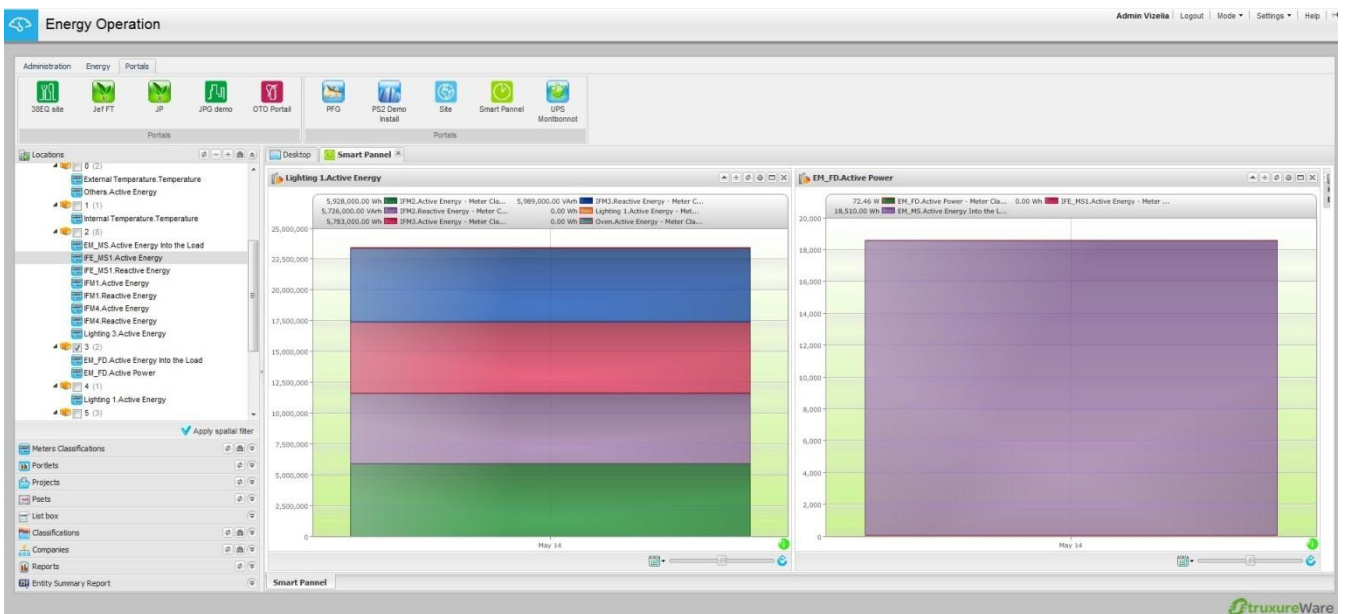 Energy Operation
Admin Vizelia | Logout | Mode | Settings | Help
Administration Energy Portals
38EQ site Jef FT JP JPG demo OTO Portail PFG PS2 Demo Install Site Smart Pannel UPS Montbonnot
Portals Portals
Locations
Desktop Smart Pannel
0 (2)
External Temperature.Temperature
Others.Active Energy
1 (1)
Internal Temperature.Temperature
2 (8)
EM_MS.Active Energy Into the Load
IFE_MS1.Active Energy
IFE_MS1.Reactive Energy
IFM1.Active Energy
IFM1.Reactive Energy
IFM4.Active Energy
IFM4.Reactive Energy
Lighting 3.Active Energy
3 (2)
EM_FD.Active Energy Into the Load
EM_FD.Active Power
4 (1)
Lighting 1.Active Energy
5 (3)
Apply spatial filter
Meters Classifications
Portlets
Projects
Psets
List box
Classifications
Companies
Reports
Entity Summary Report
Lighting 1.Active Energy
5,928,000.00 Wh IFM2.Active Energy - Meter Cla... 5,989,000.00 VArh IFM3.Reactive Energy - Meter C...
5,726,000.00 VArh IFM2.Reactive Energy - Meter C... 0.00 Wh Lighting 1.Active Energy - Met...
5,783,000.00 Wh IFM3.Active Energy - Meter Cla... 0.00 Wh Oven.Active Energy - Meter Cla...
25,000,000
22,500,000
20,000,000
17,500,000
15,000,000
12,500,000
10,000,000
7,500,000
5,000,000
2,500,000
0
May 14
EM_FD.Active Power
72.46 W EM_FD.Active Power - Meter Cla... 0.00 Wh IFE_MS1.Active Energy - Meter ...
18,510.00 Wh EM_MS.Active Energy Into the L...
20,000
18,000
16,000
14,000
12,000
10,000
8,000
6,000
4,000
2,000
0
May 14
Smart Pannel
StruxureWare